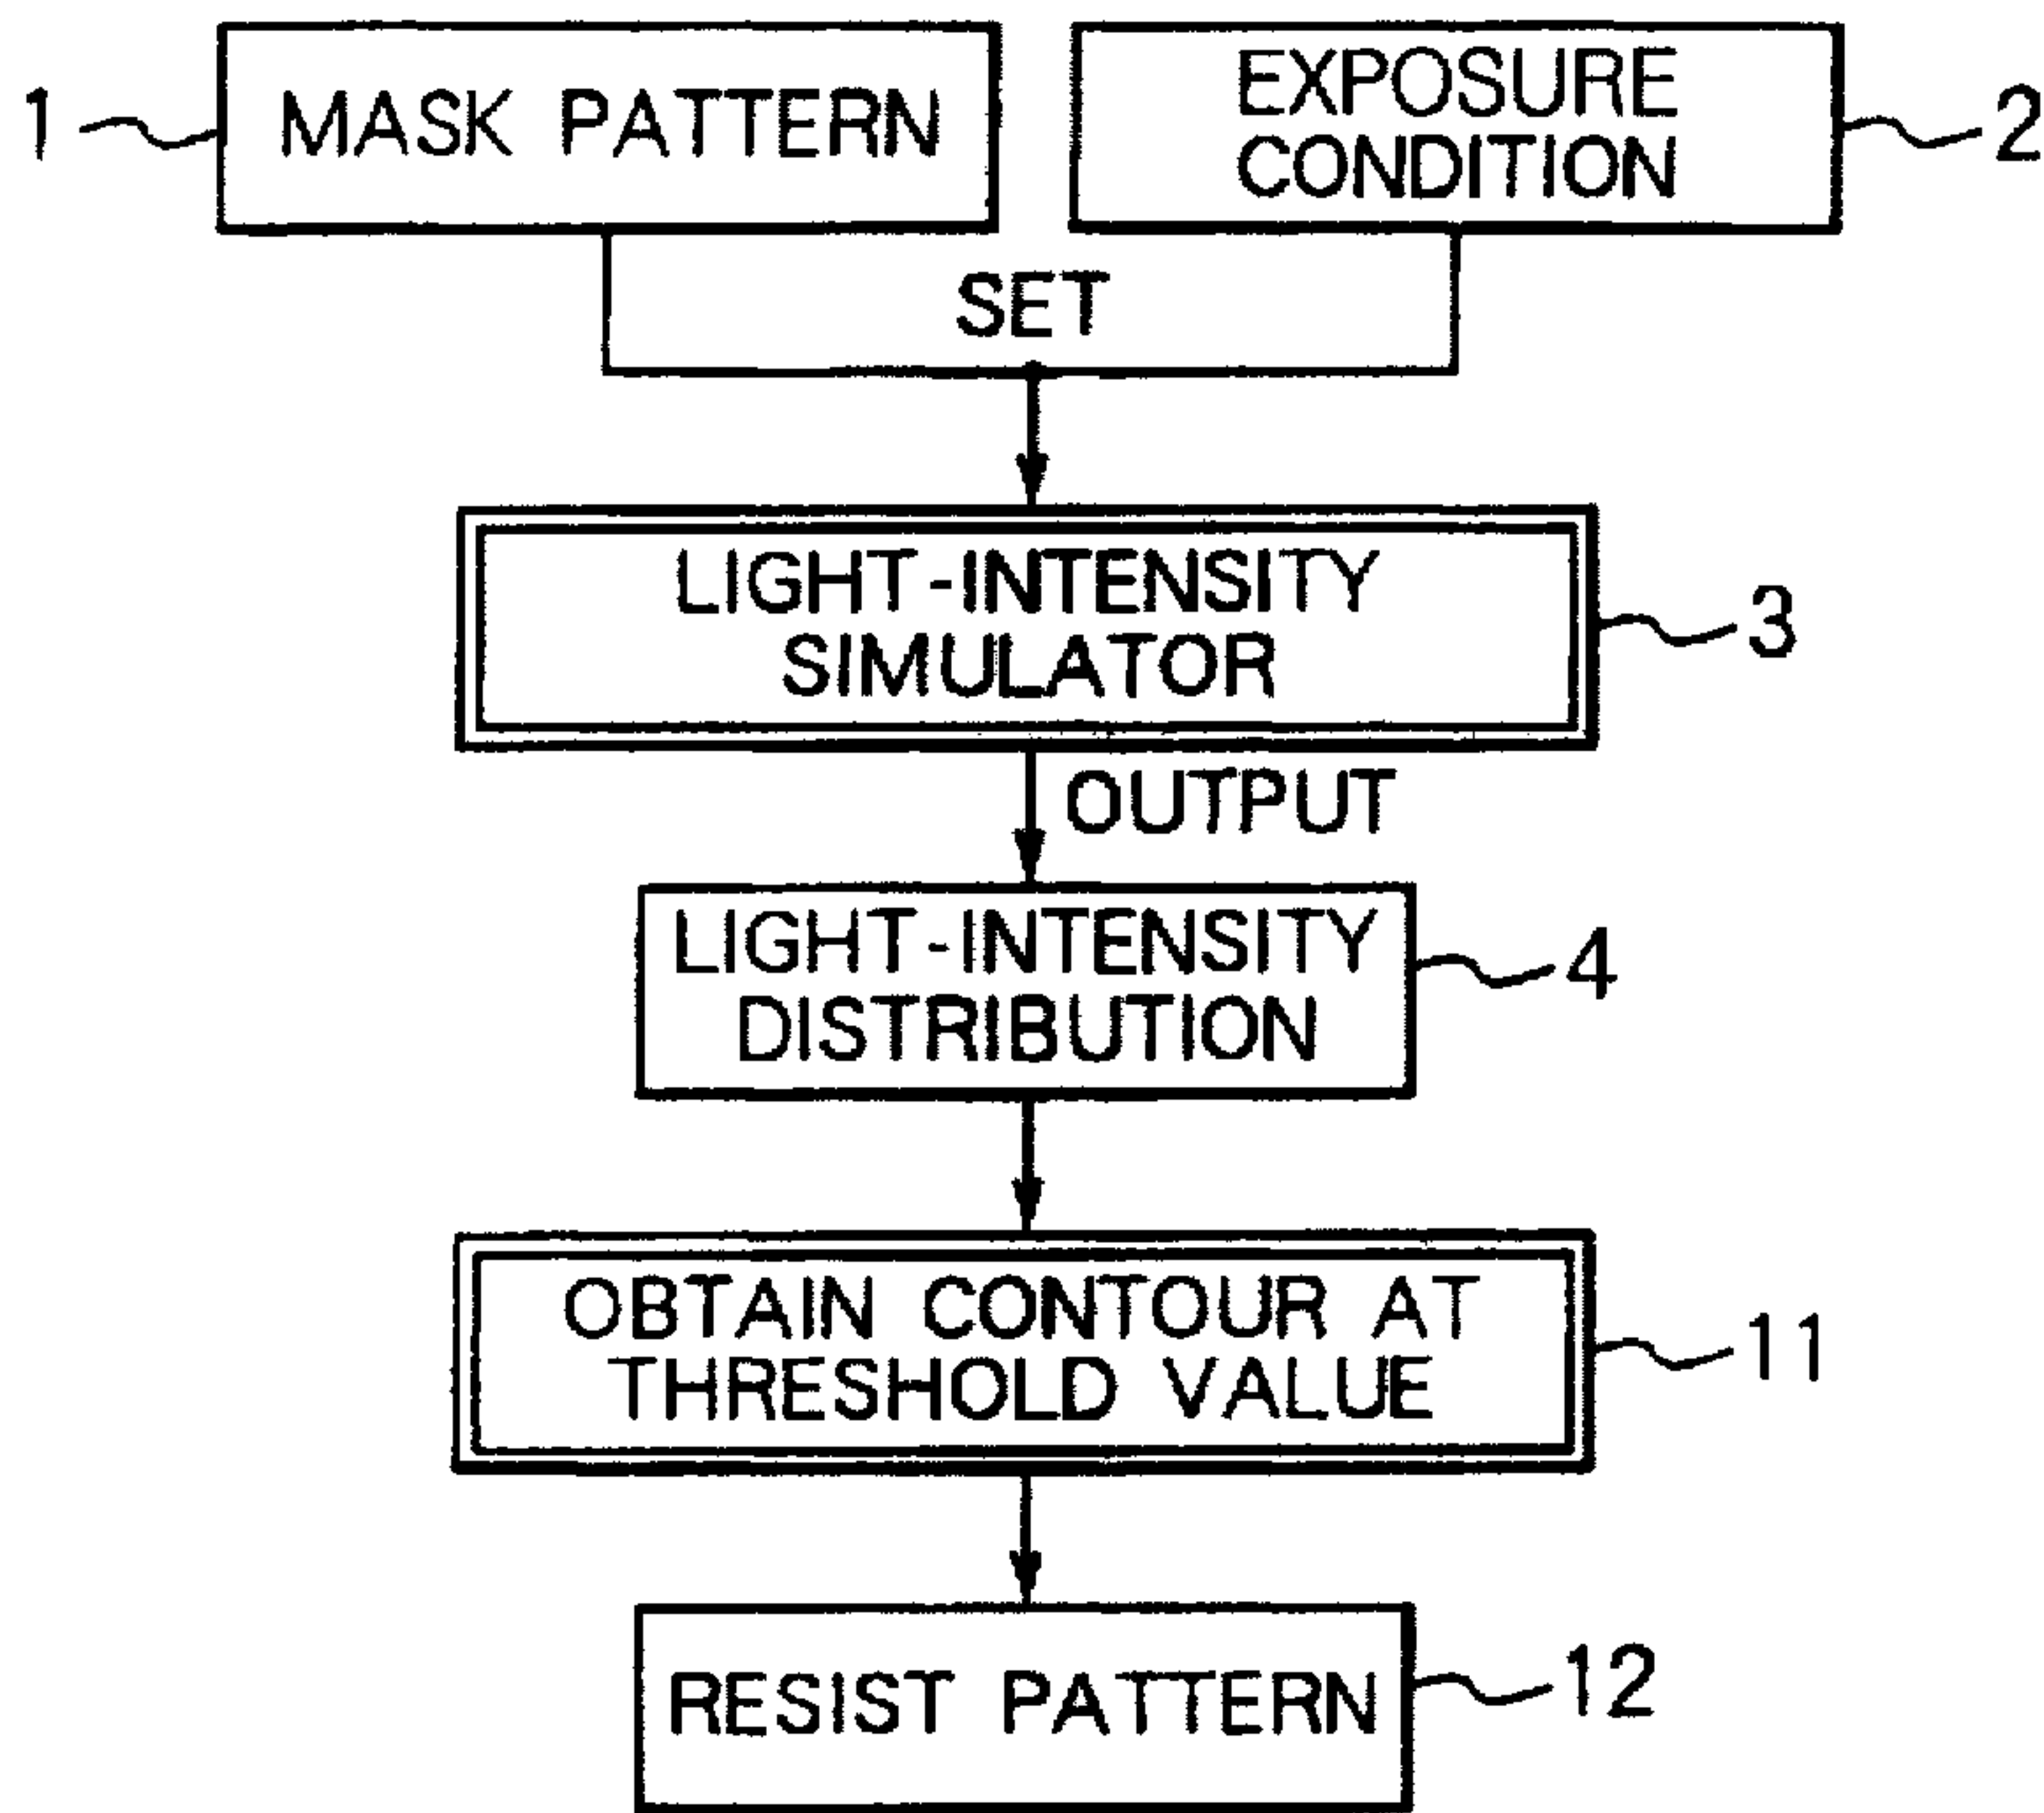 1
MASK PATTERN
EXPOSURE
CONDITION
2
SET
LIGHT-INTENSITY
SIMULATOR
3
OUTPUT
LIGHT-INTENSITY
DISTRIBUTION
4
OBTAIN CONTOUR AT
THRESHOLD VALUE
11
RESIST PATTERN
12